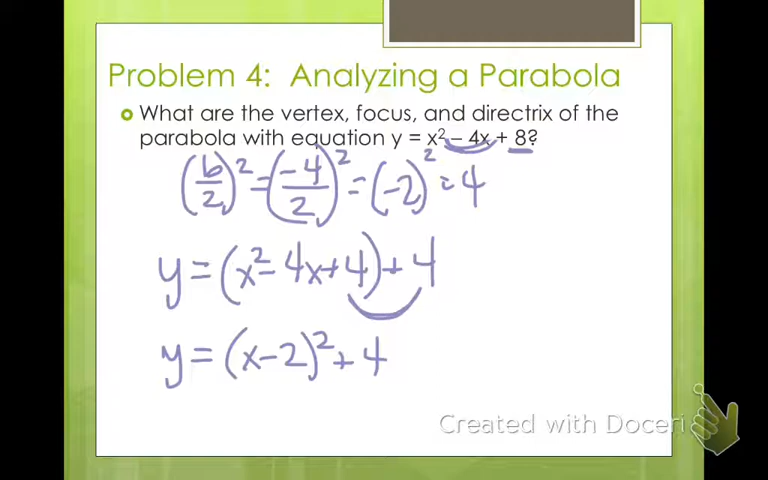 Problem 4: Analyzing a Parabola
What are the vertex, focus, and directrix of the
parabola with equation y = x² – 4x + 8?
(b/2)² = (-4/2)² = (-2)² = 4
y = (x² - 4x + 4) + 4
y = (x - 2)² + 4
Created with Doceri